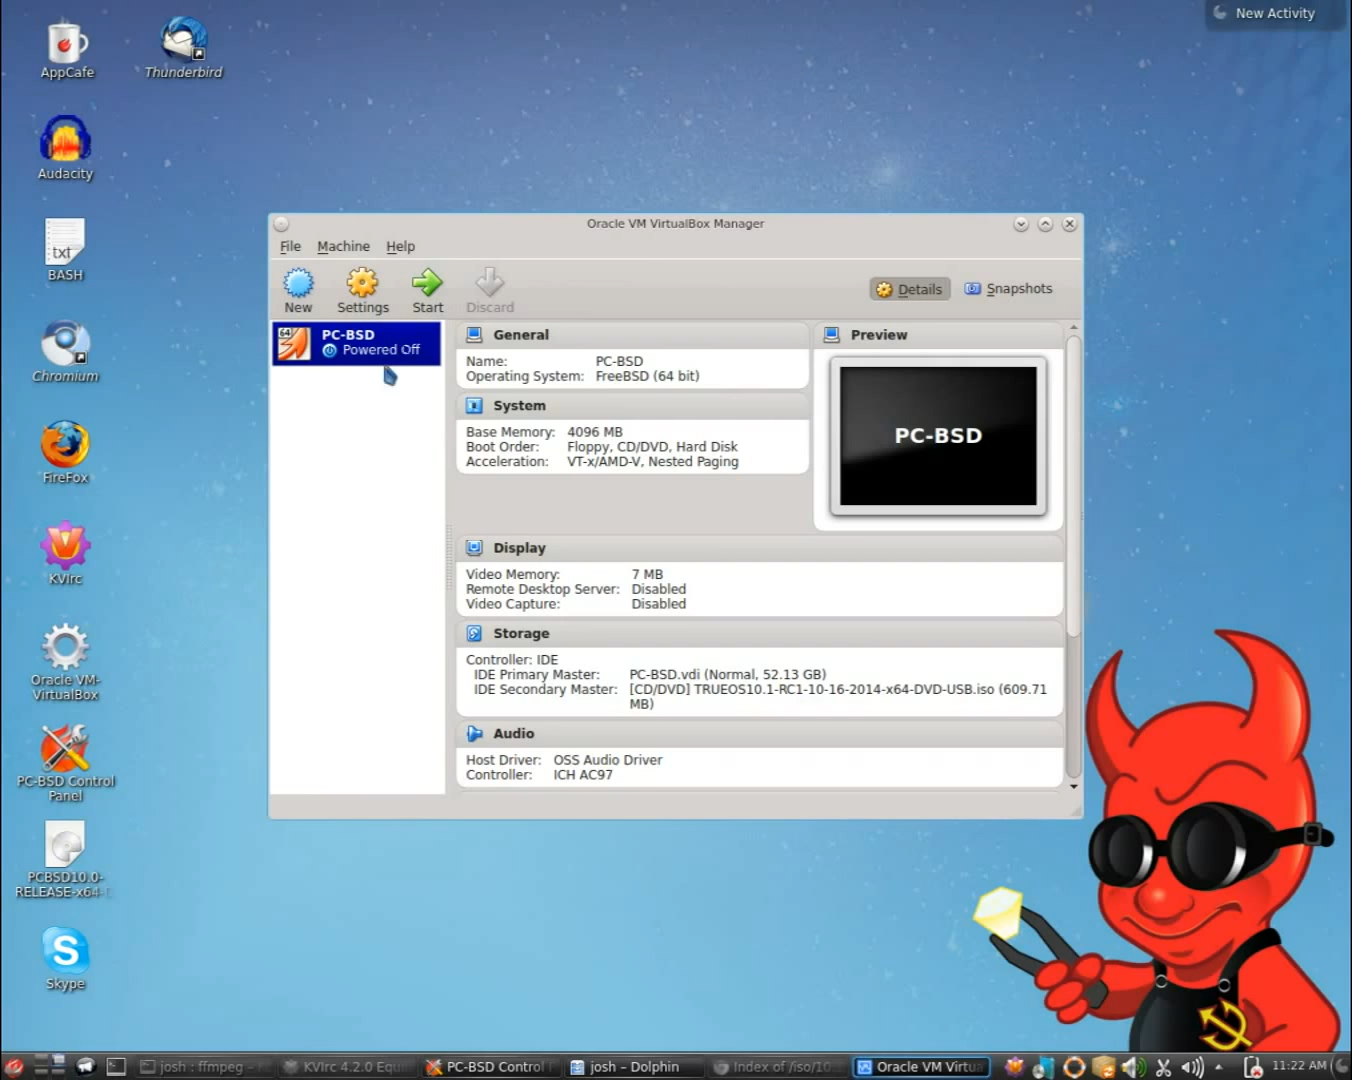 New Activity
AppCafe
Thunderbird
Audacity
txt
BASH
Chromium
FireFox
KVIrc
Oracle VM-
VirtualBox
PC-BSD Control
Panel
PCBSD10.0-
RELEASE-x64-
Skype
Oracle VM VirtualBox Manager
File Machine Help
New Settings Start Discard
Details Snapshots
64
PC-BSD
Powered Off
General
Name: PC-BSD
Operating System: FreeBSD (64 bit)
System
Base Memory: 4096 MB
Boot Order: Floppy, CD/DVD, Hard Disk
Acceleration: VT-x/AMD-V, Nested Paging
Preview
PC-BSD
Display
Video Memory: 7 MB
Remote Desktop Server: Disabled
Video Capture: Disabled
Storage
Controller: IDE
IDE Primary Master: PC-BSD.vdi (Normal, 52.13 GB)
IDE Secondary Master: [CD/DVD] TRUEOS10.1-RC1-10-16-2014-x64-DVD-USB.iso (609.71
MB)
Audio
Host Driver: OSS Audio Driver
Controller: ICH AC97
josh : ffmpeg – KVIrc 4.2.0 Equ PC-BSD Control josh – Dolphin Index of /iso/10 Oracle VM Virtua 11:22 AM